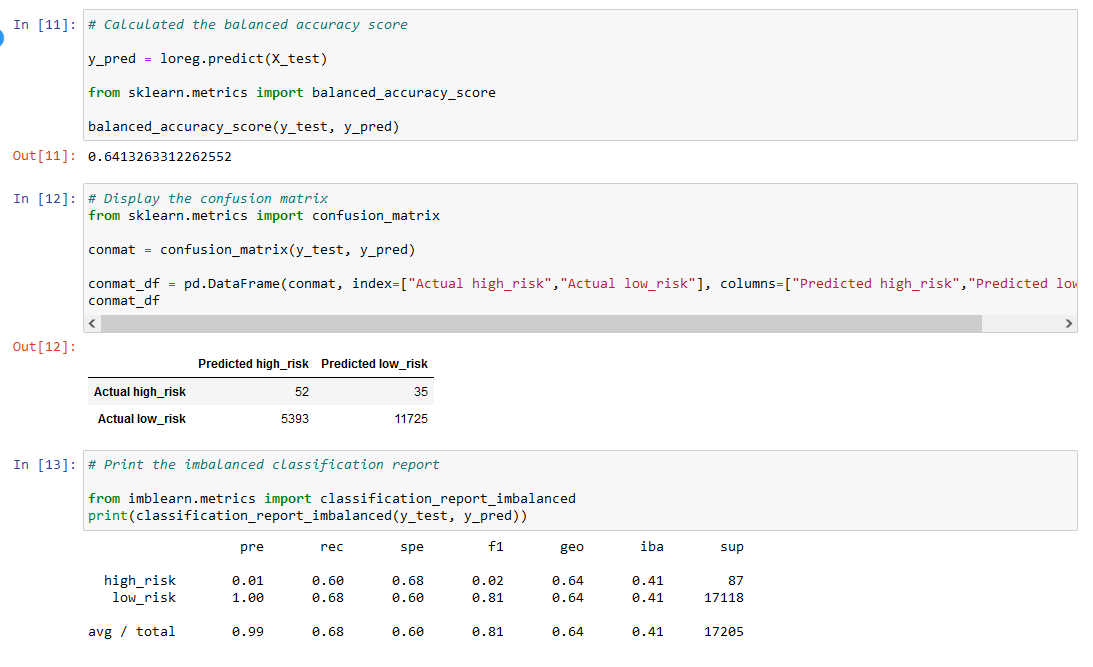 In [11]: # Calculated the balanced accuracy score
y_pred = loreg.predict(X_test)
from sklearn.metrics import balanced_accuracy_score
balanced_accuracy_score(y_test, y_pred)
Out[11]: 0.6413263312262552
In [12]: # Display the confusion matrix
from sklearn.metrics import confusion_matrix
conmat = confusion_matrix(y_test, y_pred)
conmat_df = pd.DataFrame(conmat, index=["Actual high_risk","Actual low_risk"], columns=["Predicted high_risk","Predicted low
conmat_df
Out[12]:
Predicted high_risk Predicted low_risk
Actual high_risk 52 35
Actual low_risk 5393 11725
In [13]: # Print the imbalanced classification report
from imblearn.metrics import classification_report_imbalanced
print(classification_report_imbalanced(y_test, y_pred))
pre rec spe f1 geo iba sup
high_risk 0.01 0.60 0.68 0.02 0.64 0.41 87
low_risk 1.00 0.68 0.60 0.81 0.64 0.41 17118
avg / total 0.99 0.68 0.60 0.81 0.64 0.41 17205